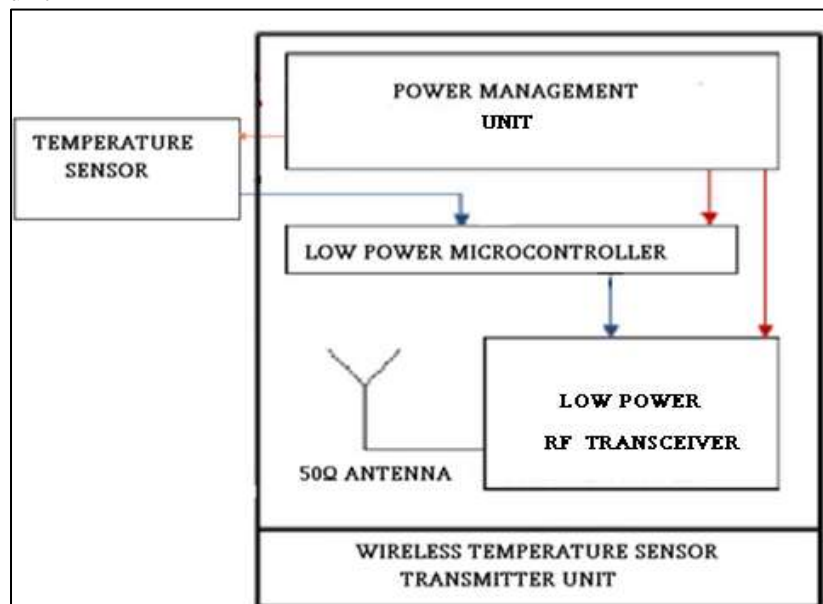 POWER MANAGEMENT
UNIT
TEMPERATURE
SENSOR
LOW POWER MICROCONTROLLER
LOW POWER
RF TRANSCEIVER
50Ω ANTENNA
WIRELESS TEMPERATURE SENSOR
TRANSMITTER UNIT